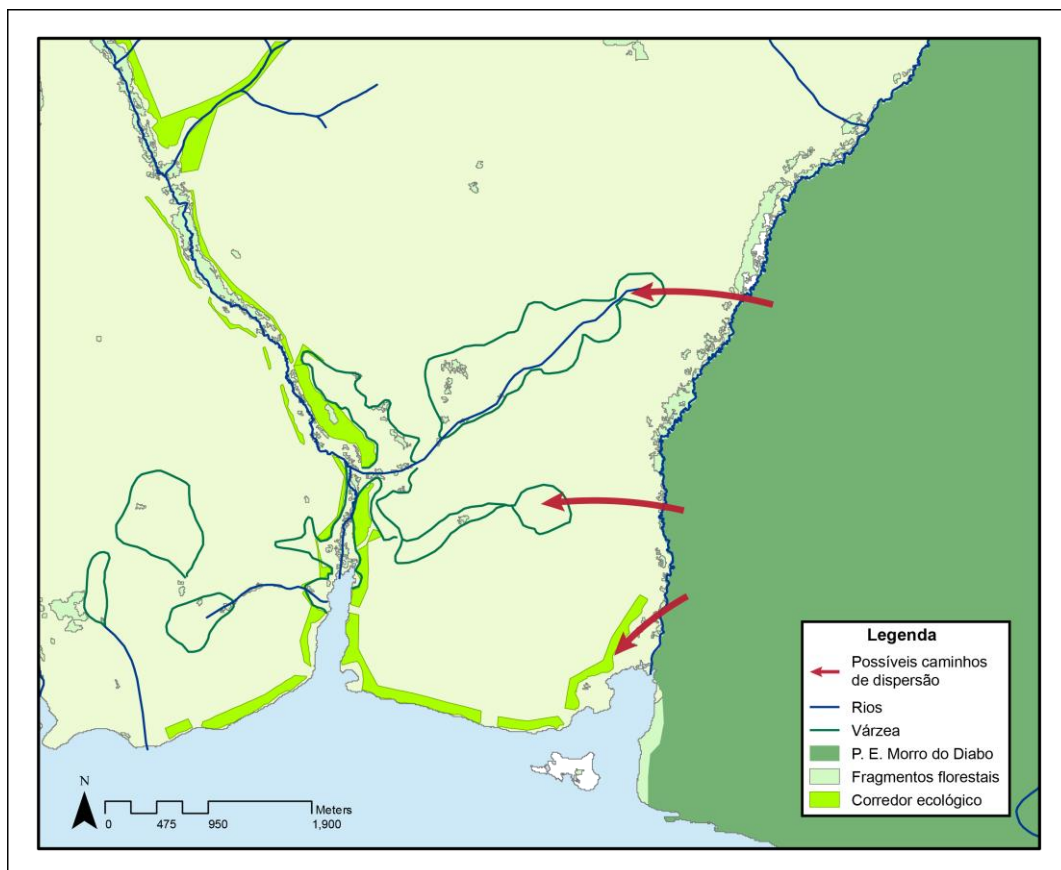 Legenda
Possíveis caminhos
de dispersão
Rios
Várzea
P. E. Morro do Diabo
Fragmentos florestais
Corredor ecológico
N
Meters
0 475 950 1,900